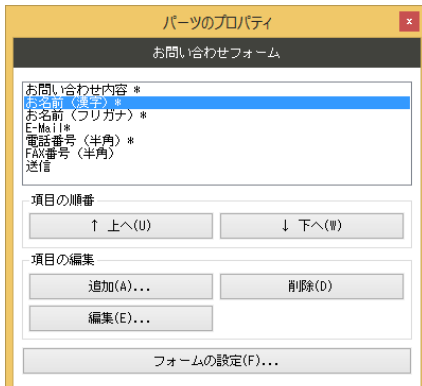 パーツのプロパティ
x
お問い合わせフォーム
お問い合わせ内容 *
お名前（漢字）*
お名前（フリガナ）*
E-Mail*
電話番号（半角）*
FAX番号（半角）
送信
項目の順番
↑ 上へ(U)
↓ 下へ(W)
項目の編集
追加(A)...
削除(D)
編集(E)...
フォームの設定(F)...